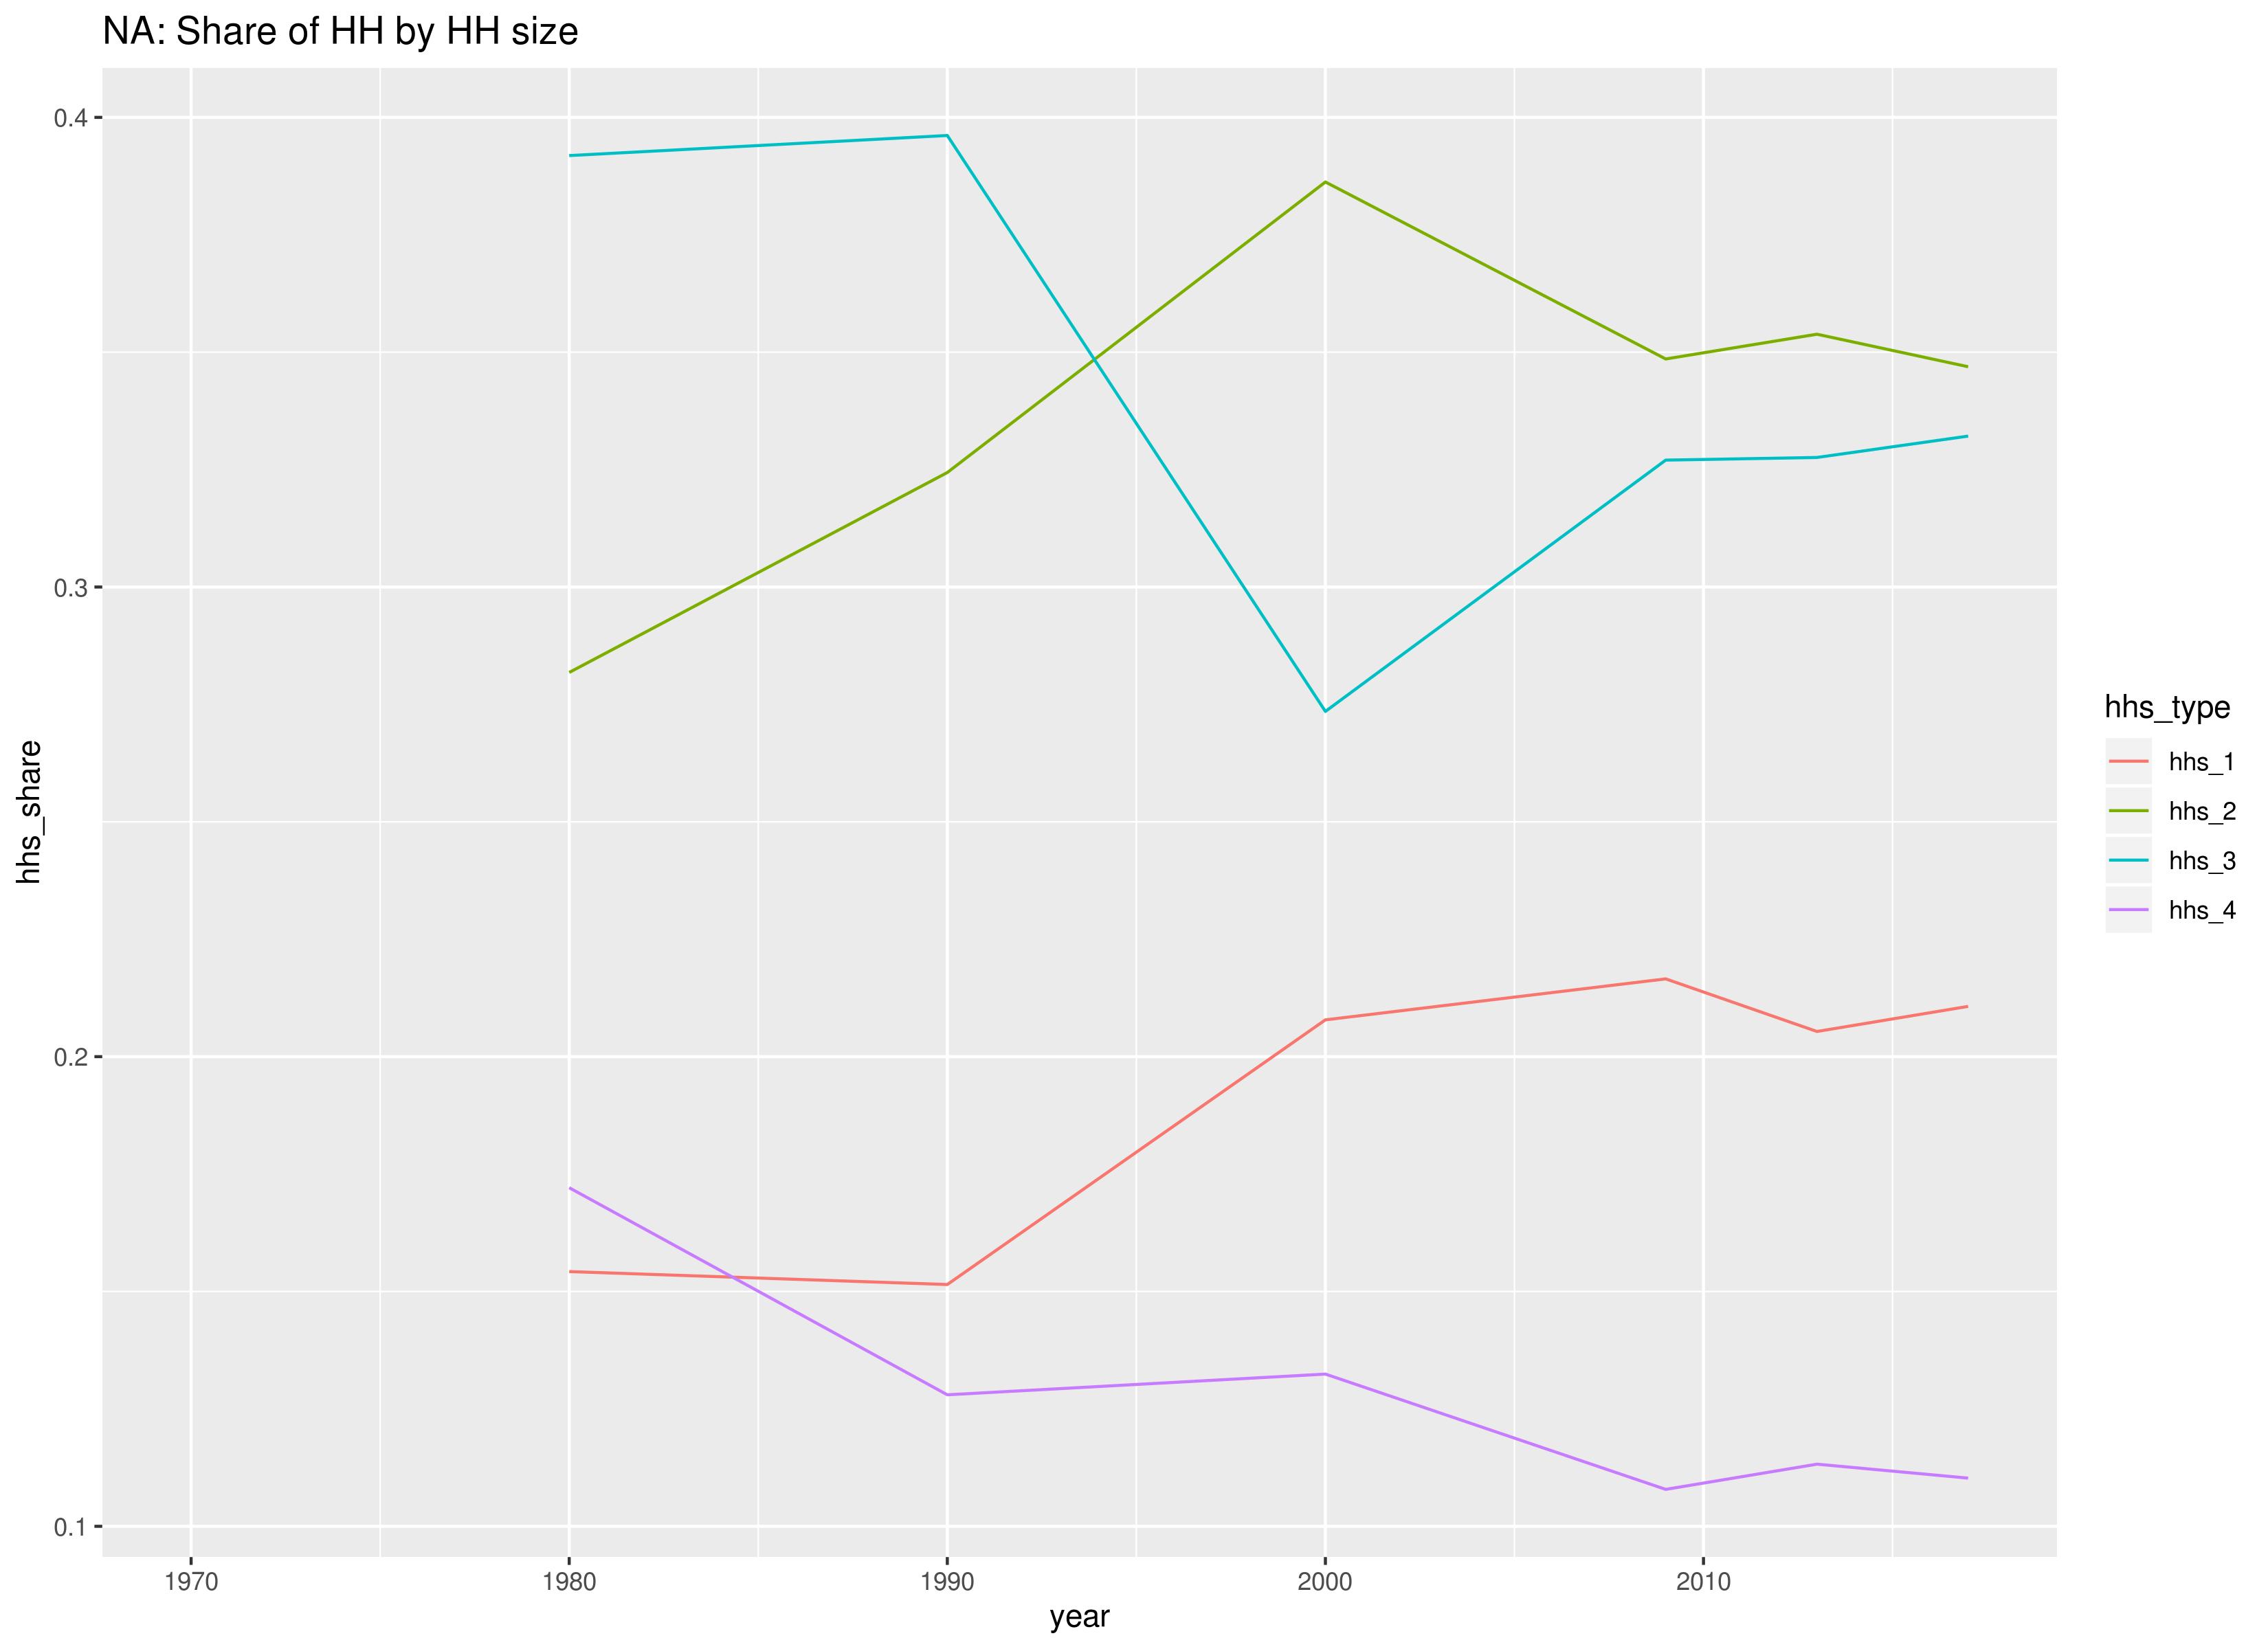 NA: Share of HH by HH size
0.4
0.3
0.2
0.1
hhs_share
1970 1980 1990 2000 2010
year
hhs_type
hhs_1
hhs_2
hhs_3
hhs_4